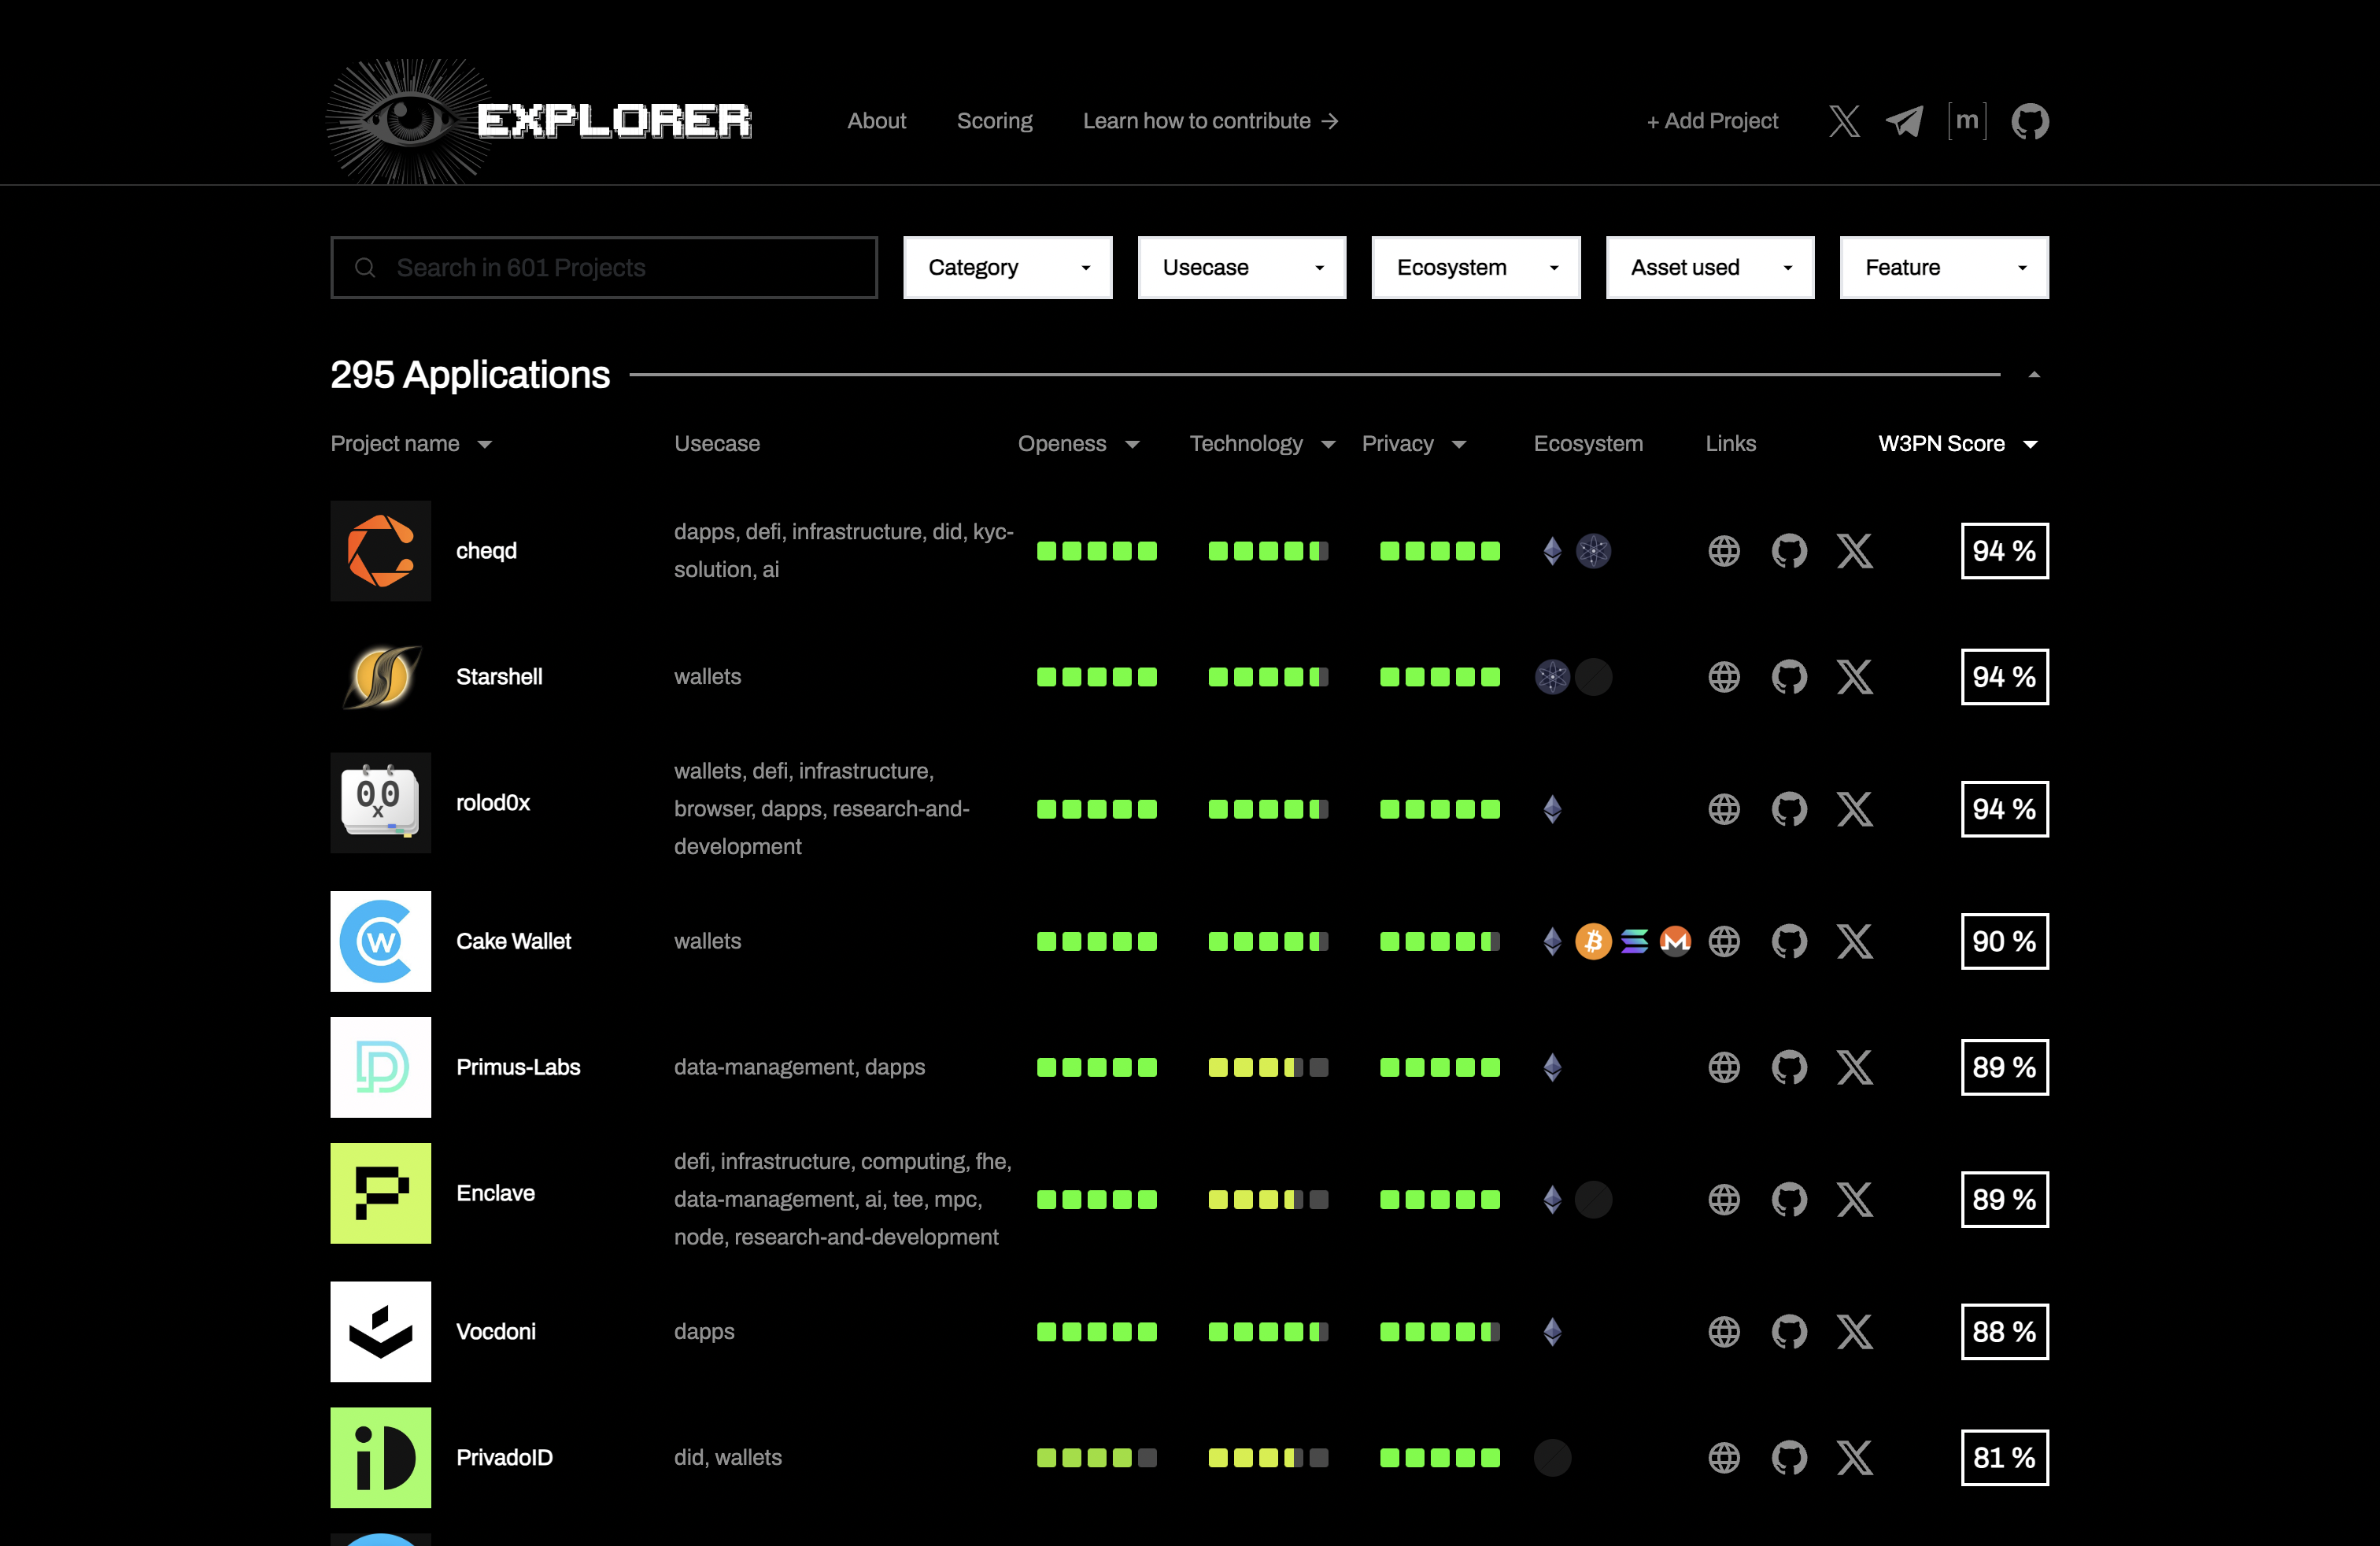 EXPLORER
About
Scoring
Learn how to contribute →
+ Add Project
[m]
Search in 601 Projects
Category
Usecase
Ecosystem
Asset used
Feature
295 Applications
Project name
Usecase
Openess
Technology
Privacy
Ecosystem
Links
W3PN Score
cheqd
dapps, defi, infrastructure, did, kyc-
solution, ai
94 %
Starshell
wallets
94 %
00
x
rolod0x
wallets, defi, infrastructure,
browser, dapps, research-and-
development
94 %
W
Cake Wallet
wallets
90 %
Primus-Labs
data-management, dapps
89 %
Enclave
defi, infrastructure, computing, fhe,
data-management, ai, tee, mpc,
node, research-and-development
89 %
Vocdoni
dapps
88 %
iD
PrivadoID
did, wallets
81 %